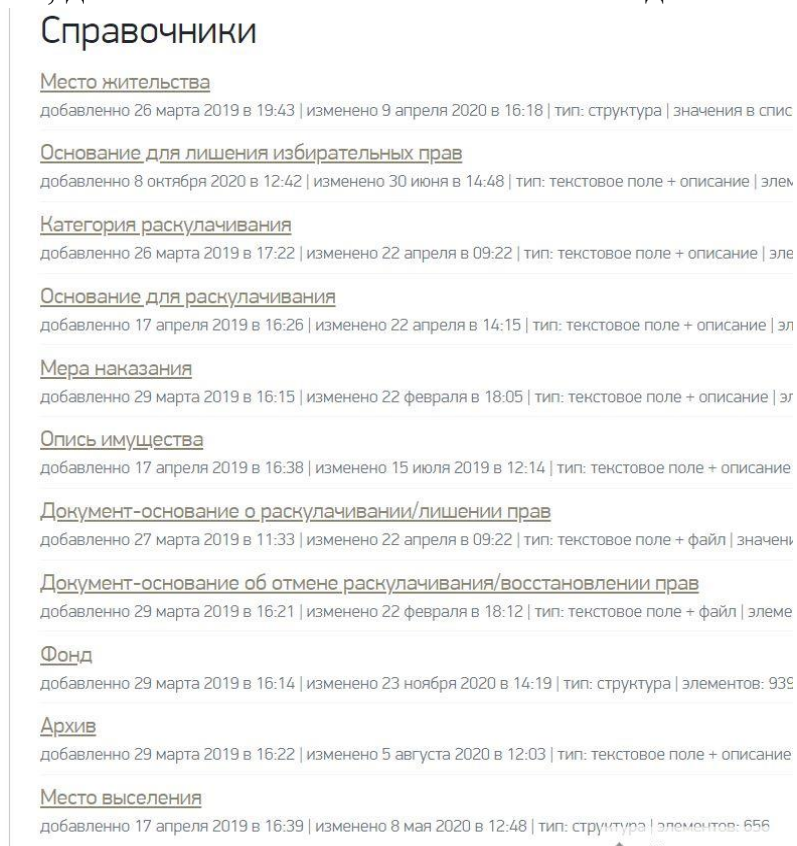 Справочники
Место жительства
добавленно 26 марта 2019 в 19:43 | изменено 9 апреля 2020 в 16:18 | тип: структура | значения в спис
Основание для лишения избирательных прав
добавленно 8 октября 2020 в 12:42 | изменено 30 июня в 14:48 | тип: текстовое поле + описание | элем
Категория раскулачивания
добавленно 26 марта 2019 в 17:22 | изменено 22 апреля в 09:22 | тип: текстовое поле + описание | эле
Основание для раскулачивания
добавленно 17 апреля 2019 в 16:26 | изменено 22 апреля в 14:15 | тип: текстовое поле + описание | эл
Мера наказания
добавленно 29 марта 2019 в 16:15 | изменено 22 февраля в 18:05 | тип: текстовое поле + описание | эл
Опись имущества
добавленно 17 апреля 2019 в 16:38 | изменено 15 июля 2019 в 12:14 | тип: текстовое поле + описание
Документ-основание о раскулачивании/лишении прав
добавленно 27 марта 2019 в 11:33 | изменено 22 апреля в 09:22 | тип: текстовое поле + файл | значени
Документ-основание об отмене раскулачивания/восстановлении прав
добавленно 29 марта 2019 в 16:21 | изменено 22 февраля в 18:12 | тип: текстовое поле + файл | элеме
Фонд
добавленно 29 марта 2019 в 16:14 | изменено 23 ноября 2020 в 14:19 | тип: структура | элементов: 939
Архив
добавленно 29 марта 2019 в 16:22 | изменено 5 августа 2020 в 12:03 | тип: текстовое поле + описание
Место выселения
добавленно 17 апреля 2019 в 16:39 | изменено 8 мая 2020 в 12:48 | тип: структура | элементов: 656